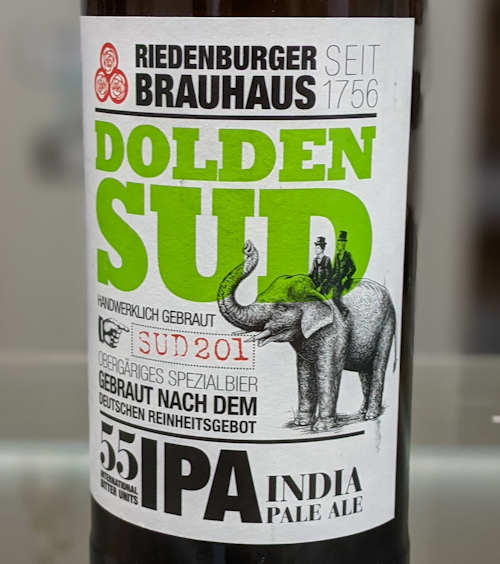 RIEDENBURGER
BRAUHAUS
SEIT
1756
DOLDEN
SUD
HANDWERKLICH GEBRAUT
SUD201
OBERGÄRIGES SPEZIALBIER
GEBRAUT NACH DEM
DEUTSCHEN REINHEITSGEBOT
55
INTERNATIONAL
BITTER UNITS
IPA
INDIA
PALE ALE